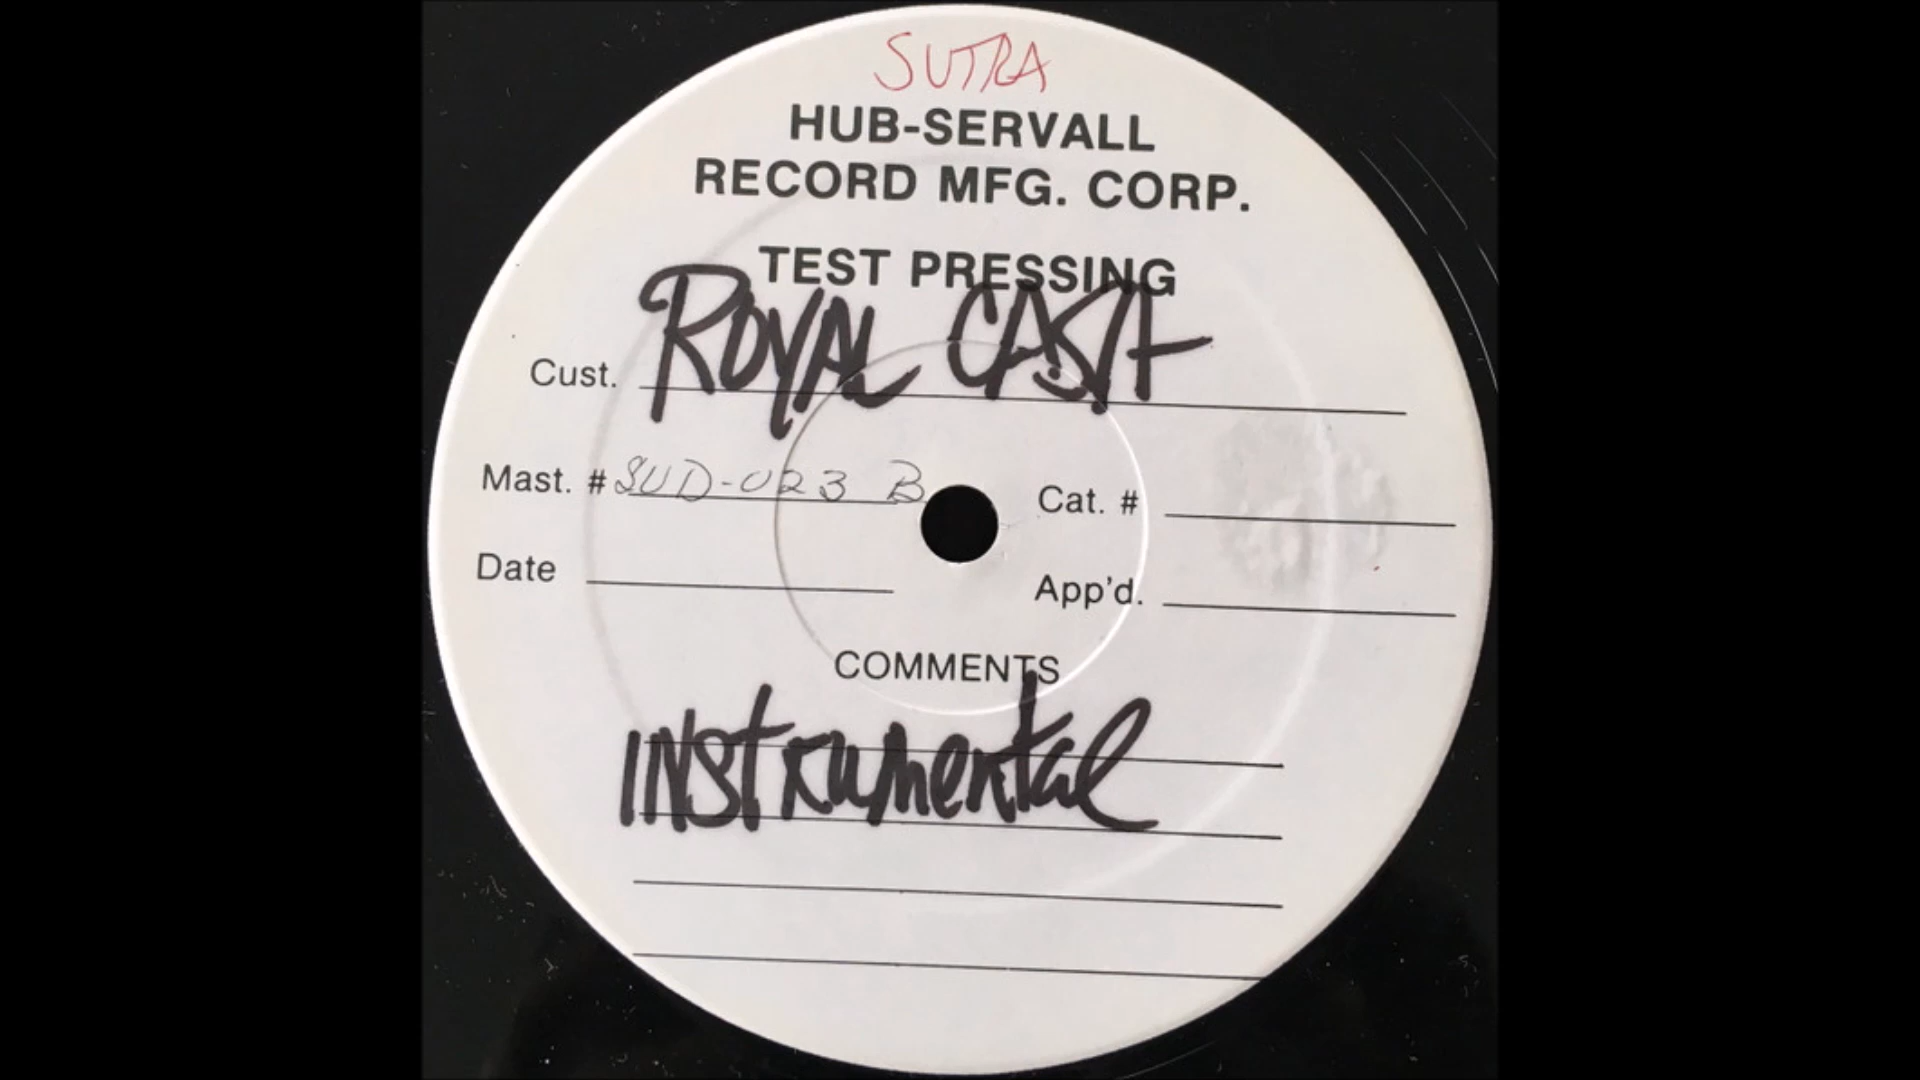 SUTRA
HUB-SERVALL
RECORD MFG. CORP.
TEST PRESSING
Cust. ROYAL CASH
Mast. # SUD-023 B Cat. #
Date App'd.
COMMENTS
INstrumental